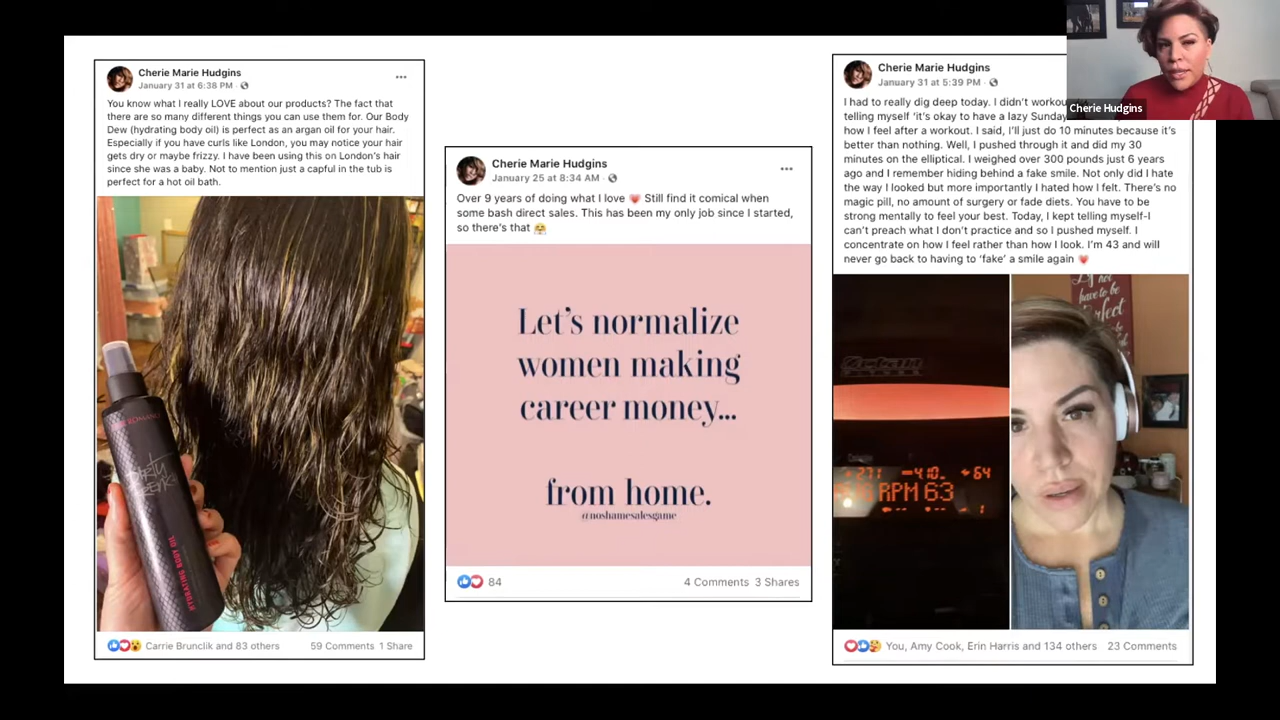 Cherie Marie Hudgins
January 31 at 6:38 PM ·
You know what I really LOVE about our products? The fact that
there are so many different things you can use them for. Our Body
Dew (hydrating body oil) is perfect as an argan oil for your hair.
Especially if you have curls like London, you may notice your hair
gets dry or maybe frizzy. I have been using this on London's hair
since she was a baby. Not to mention just a capful in the tub is
perfect for a hot oil bath.
HYDRATING BODY OIL
Carrie Brunclik and 83 others
59 Comments 1 Share
Cherie Marie Hudgins
January 25 at 8:34 AM ·
Over 9 years of doing what I love
Still find it comical when
some bash direct sales. This has been my only job since I started,
so there's that
Let's normalize
women making
career money...
from home.
@noshamesalesgame
84
4 Comments 3 Shares
Cherie Marie Hudgins
January 31 at 5:39 PM ·
I had to really dig deep today. I didn't workou
telling myself 'it's okay to have a lazy Sunday
how I feel after a workout. I said, I'll just do 10 minutes because it's
better than nothing. Well, I pushed through it and did my 30
minutes on the elliptical. I weighed over 300 pounds just 6 years
ago and I remember hiding behind a fake smile. Not only did I hate
the way I looked but more importantly I hated how I felt. There's no
magic pill, no amount of surgery or fade diets. You have to be
strong mentally to feel your best. Today, I kept telling myself-I
can't preach what I don't practice and so I pushed myself. I
concentrate on how I feel rather than how I look. I'm 43 and will
never go back to having to 'fake' a smile again
271 410 64
RPM 63
have to be
You, Amy Cook, Erin Harris and 134 others
23 Comments
Cherie Hudgins